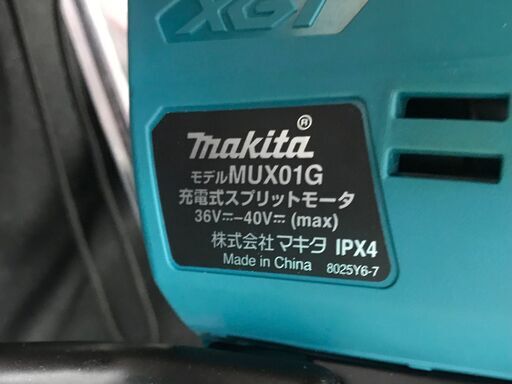 XGT
makita®
モデルMUX01G
充電式スプリットモータ
36V⎓-40V⎓ (max)
株式会社マキタ IPX4
Made in China 8025Y6-7